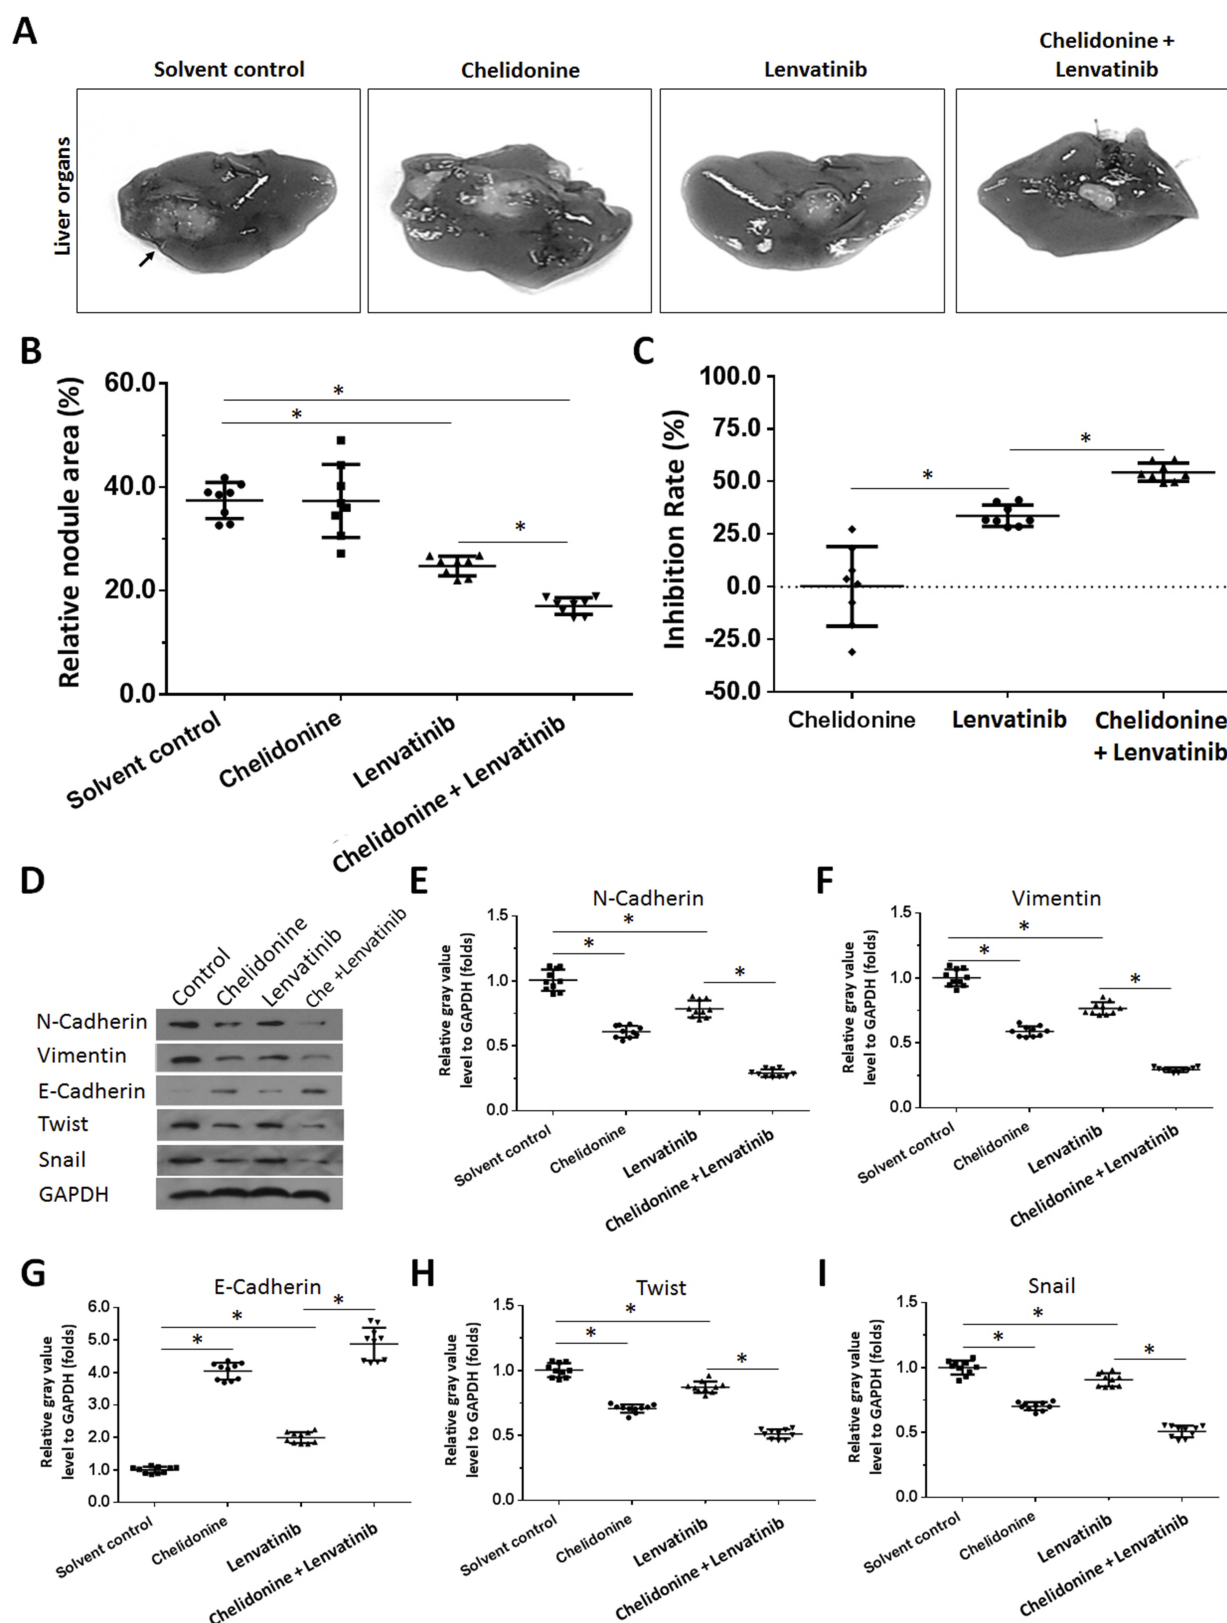 A
Solvent control
Chelidonine
Lenvatinib
Chelidonine +
Lenvatinib
Liver organs
B
Relative nodule area (%)
60.0
40.0
20.0
0.0
*
*
*
Solvent control
Chelidonine
Lenvatinib
Chelidonine + Lenvatinib
C
Inhibition Rate (%)
100.0
75.0
50.0
25.0
0.0
-25.0
-50.0
*
*
Chelidonine
Lenvatinib
Chelidonine
+ Lenvatinib
D
Control
Chelidonine
Lenvatinib
Che +Lenvatinib
N-Cadherin
Vimentin
E-Cadherin
Twist
Snail
GAPDH
E
N-Cadherin
Relative gray value
level to GAPDH (folds)
1.5
1.0
0.5
0.0
*
*
*
Solvent control
Chelidonine
Lenvatinib
Chelidonine + Lenvatinib
F
Vimentin
Relative gray value
level to GAPDH (folds)
1.5
1.0
0.5
0.0
*
*
*
Solvent control
Chelidonine
Lenvatinib
Chelidonine + Lenvatinib
G
E-Cadherin
Relative gray value
level to GAPDH (folds)
6.0
5.0
4.0
3.0
2.0
1.0
0.0
*
*
*
Solvent control
Chelidonine
Lenvatinib
Chelidonine + Lenvatinib
H
Twist
Relative gray value
level to GAPDH (folds)
1.5
1.0
0.5
0.0
*
*
*
Solvent control
Chelidonine
Lenvatinib
Chelidonine + Lenvatinib
I
Snail
Relative gray value
level to GAPDH (folds)
1.5
1.0
0.5
0.0
*
*
*
Solvent control
Chelidonine
Lenvatinib
Chelidonine + Lenvatinib